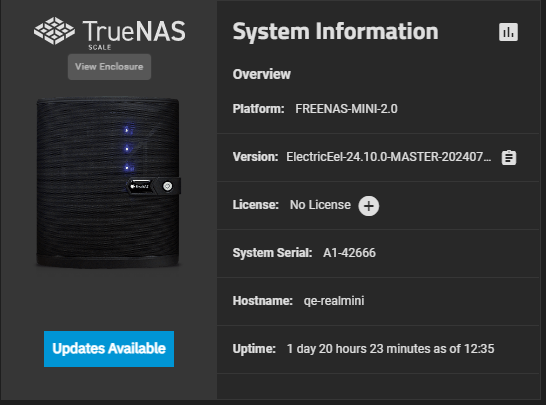 TrueNAS
SCALE
View Enclosure
TrueNAS
Updates Available
System Information
Overview
Platform: FREENAS-MINI-2.0
Version: ElectricEel-24.10.0-MASTER-202407...
License: No License
System Serial: A1-42666
Hostname: qe-realmini
Uptime: 1 day 20 hours 23 minutes as of 12:35